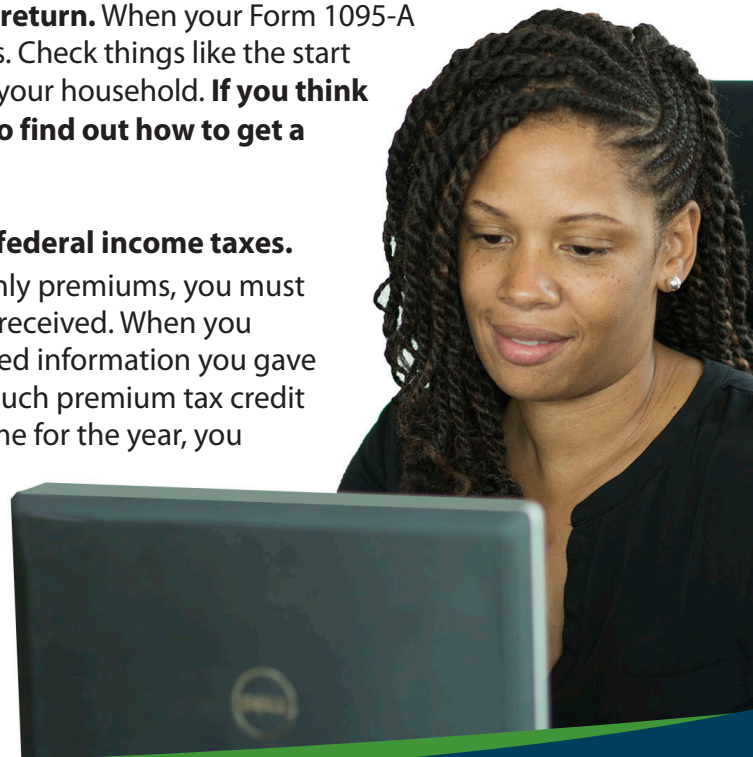 return. When your Form 1095-A
s. Check things like the start
your household. If you think
o find out how to get a
federal income taxes.
nly premiums, you must
received. When you
ed information you gave
uch premium tax credit
ne for the year, you
DELL